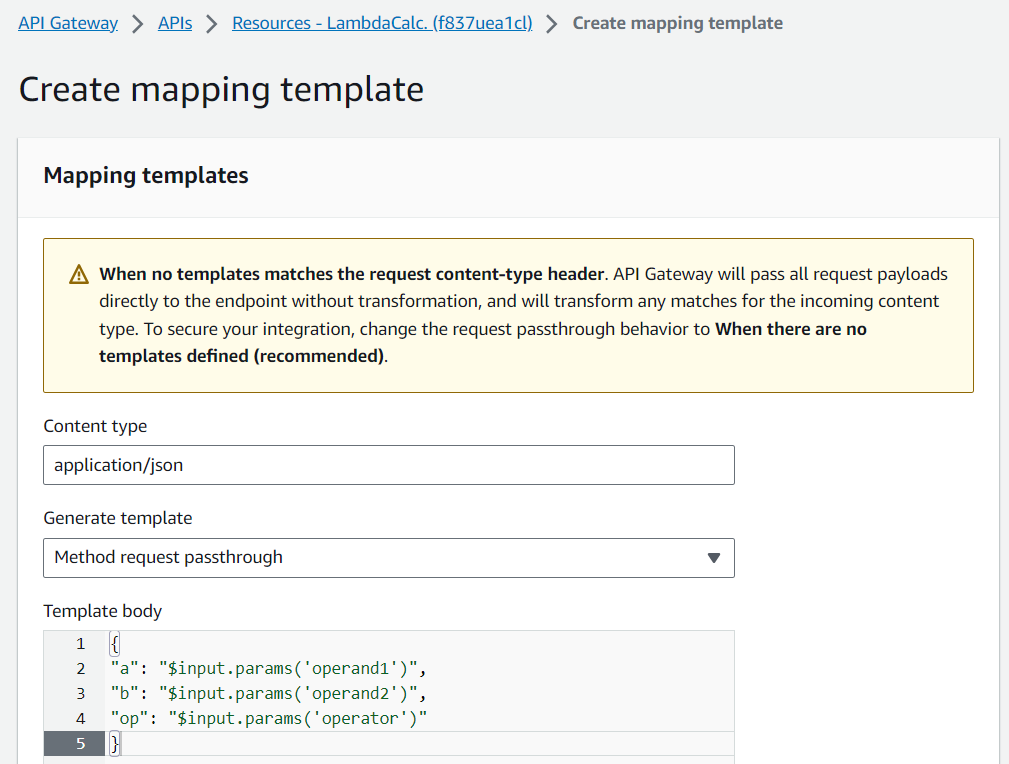 API Gateway > APIs > Resources - LambdaCalc. (f837uea1cl) > Create mapping template
Create mapping template
Mapping templates
When no templates matches the request content-type header. API Gateway will pass all request payloads
directly to the endpoint without transformation, and will transform any matches for the incoming content
type. To secure your integration, change the request passthrough behavior to When there are no
templates defined (recommended).
Content type
application/json
Generate template
Method request passthrough
Template body
1 {
2 "a": "$input.params('operand1')",
3 "b": "$input.params('operand2')",
4 "op": "$input.params('operator')"
5 }